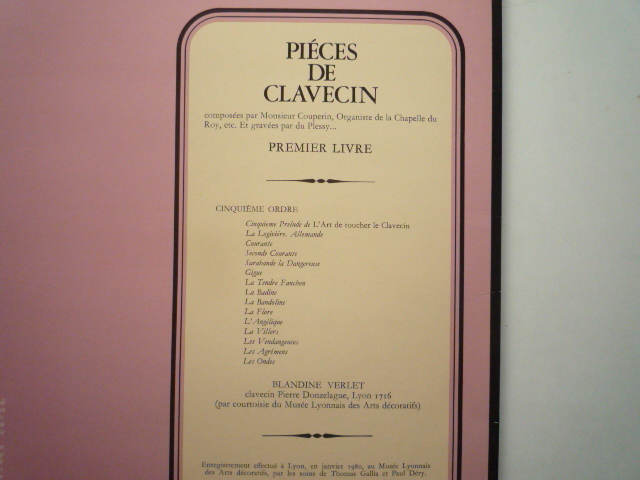 PIÉCES
DE
CLAVECIN
composées par Monsieur Couperin, Organiste de la Chapelle du
Roy, etc. Et gravées par du Plessy...
PREMIER LIVRE
CINQUIÈME ORDRE
Cinquieme Prelude de L'Art de toucher le Clavecin
La Logivière. Allemande
Courante
Seconde Courante
Sarabande la Dangereuse
Gigue
La Tendre Fanchon
La Badine
La Bandoline
La Flore
L'Angélique
La Villers
Les Vendangeuses
Les Agrémens
Les Ondes
BLANDINE VERLET
clavecin Pierre Donzelague, Lyon 1716
(par courtoisie du Musée Lyonnais des Arts décoratifs)
Enregistrement effectué à Lyon, en janvier 1980, au Musée Lyonnais
des Arts décoratifs, par les soins de Thomas Gallia et Paul Déry.